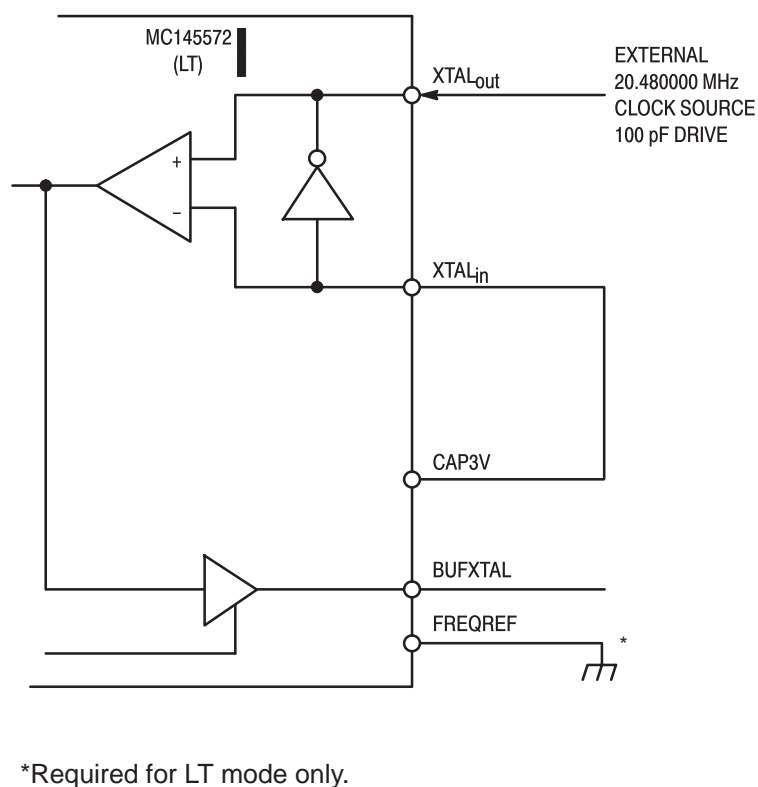 MC145572
(LT)
XTALout
EXTERNAL
20.480000 MHz
CLOCK SOURCE
100 pF DRIVE
+
–
XTALin
CAP3V
BUFXTAL
FREQREF
*
*Required for LT mode only.